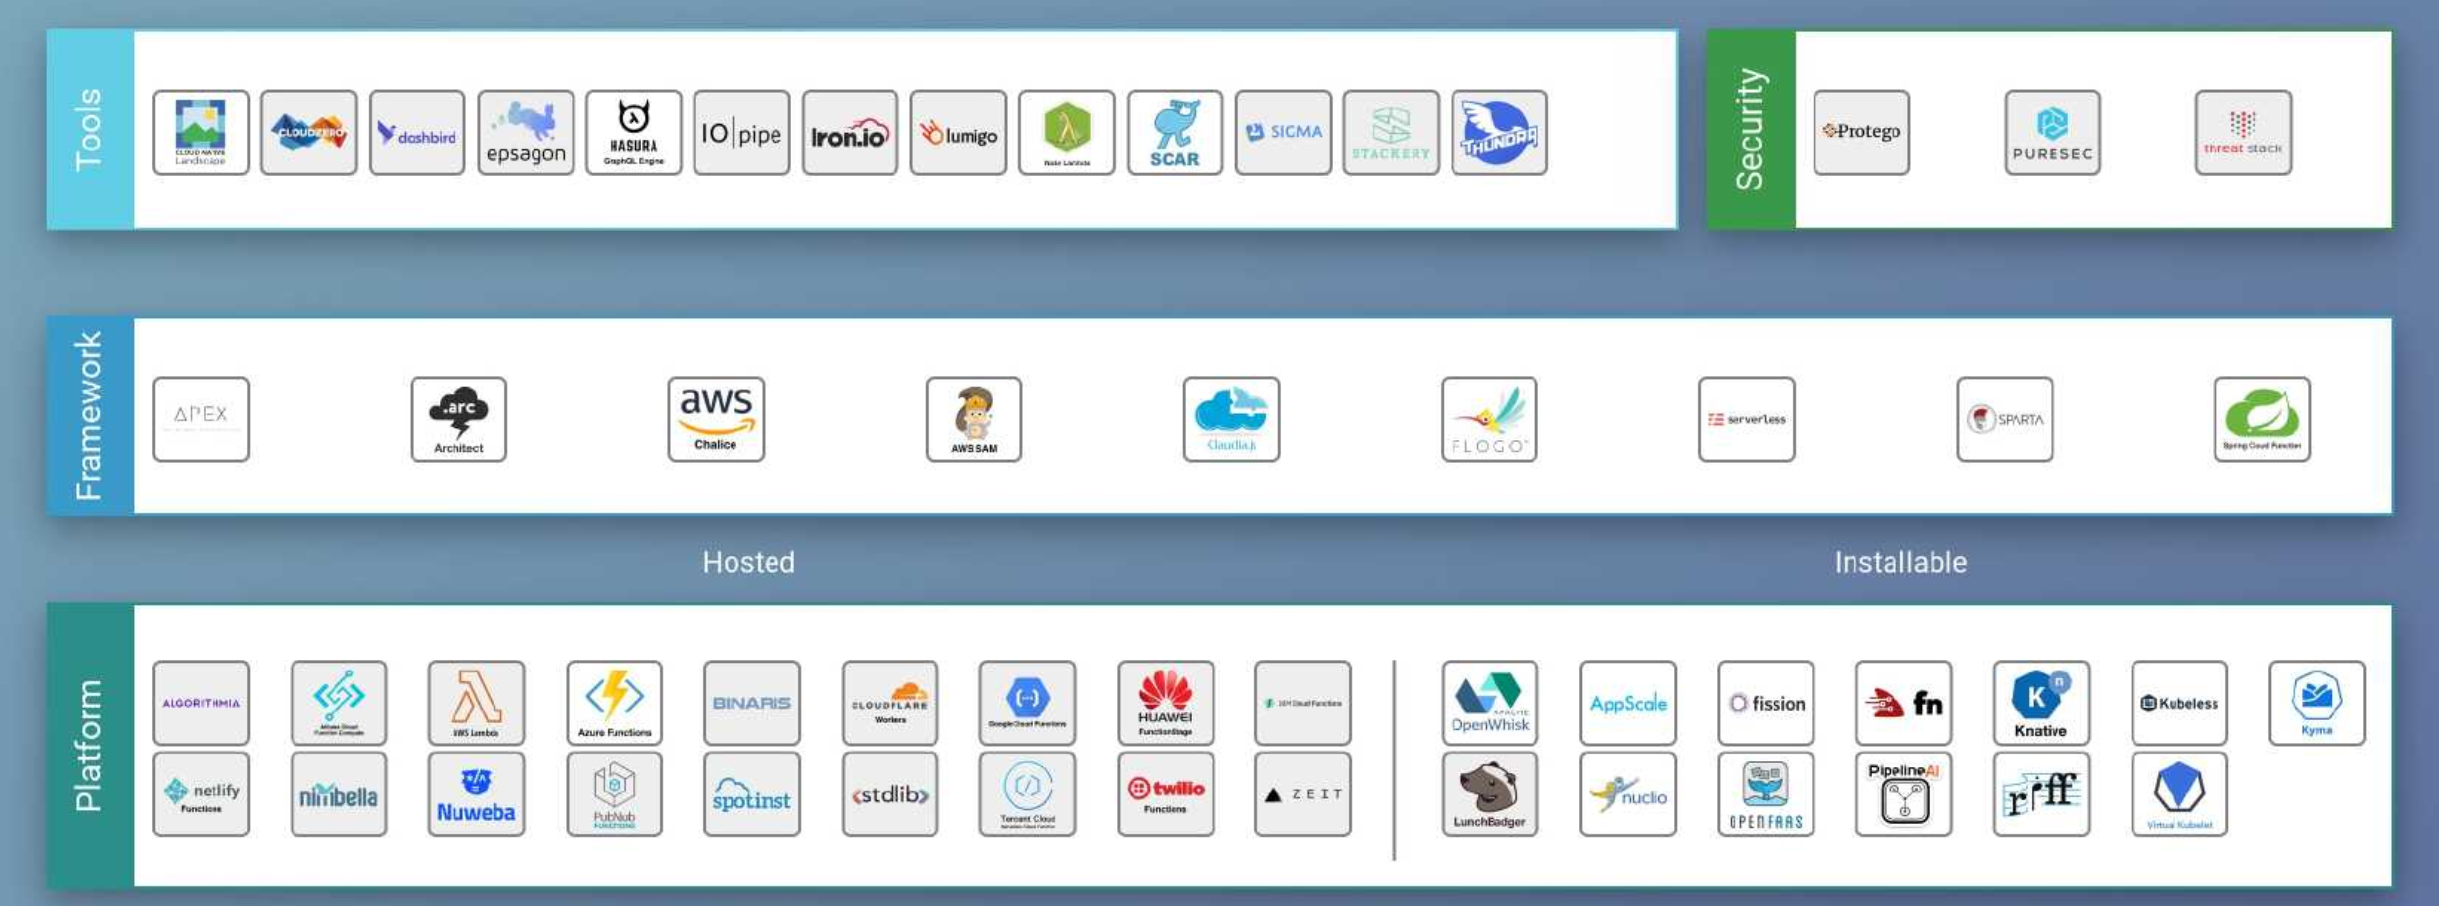 Tools
CLOUD NATIVE
Landscape
CLOUDZERO
dashbird
epsagon
HASURA
GraphQL Engine
IO|pipe
Iron.io
lumigo
Node Lambda
SCAR
SIGMA
STACKERY
THUNDRA
Security
Protego
PURESEC
threat stack
Framework
APEX
.arc
Architect
aws
Chalice
AWS SAM
Claudia.js
FLOGO
serverless
SPARTA
Spring Cloud Function
Hosted
Installable
Platform
ALGORITHMIA
Alibaba Cloud
Function Compute
AWS Lambda
Azure Functions
BINARIS
CLOUDFLARE
Workers
Google Cloud Functions
HUAWEI
FunctionStage
IBM Cloud Functions
APACHE
OpenWhisk
AppScale
fission
fn
K n
Knative
Kubeless
Kyma
netlify
Functions
nimbella
Nuweba
PubNub
FUNCTIONS
spotinst
<stdlib>
Tencent Cloud
Serverless Cloud Function
twilio
Functions
ZEIT
LunchBadger
nuclio
OPENFAAS
PipelineAI
riff
Virtual Kubelet